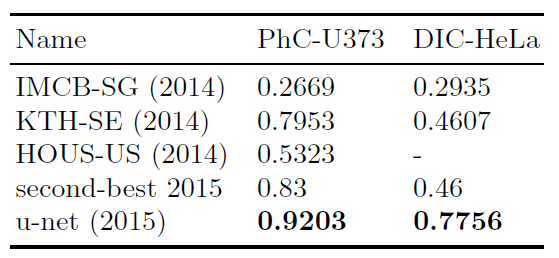 Name PhC-U373 DIC-HeLa
IMCB-SG (2014) 0.2669 0.2935
KTH-SE (2014) 0.7953 0.4607
HOUS-US (2014) 0.5323 -
second-best 2015 0.83 0.46
u-net (2015) 0.9203 0.7756